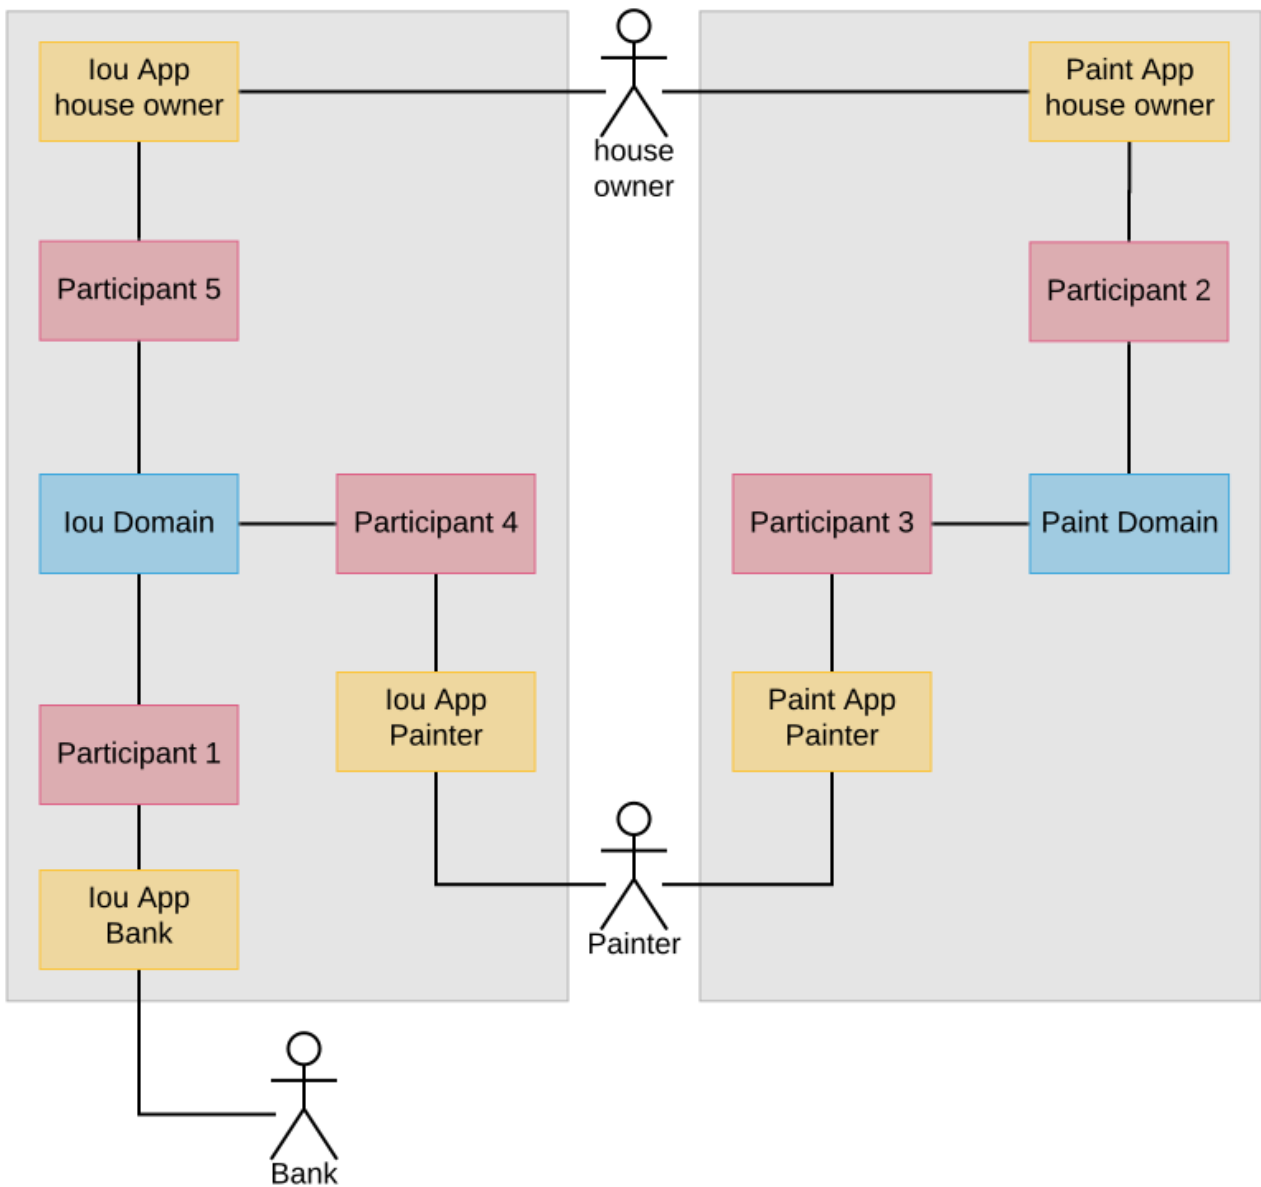 Iou App
house owner
house
owner
Paint App
house owner
Participant 5
Participant 2
Iou Domain
Participant 4
Participant 3
Paint Domain
Iou App
Painter
Paint App
Painter
Participant 1
Iou App
Bank
Painter
Bank